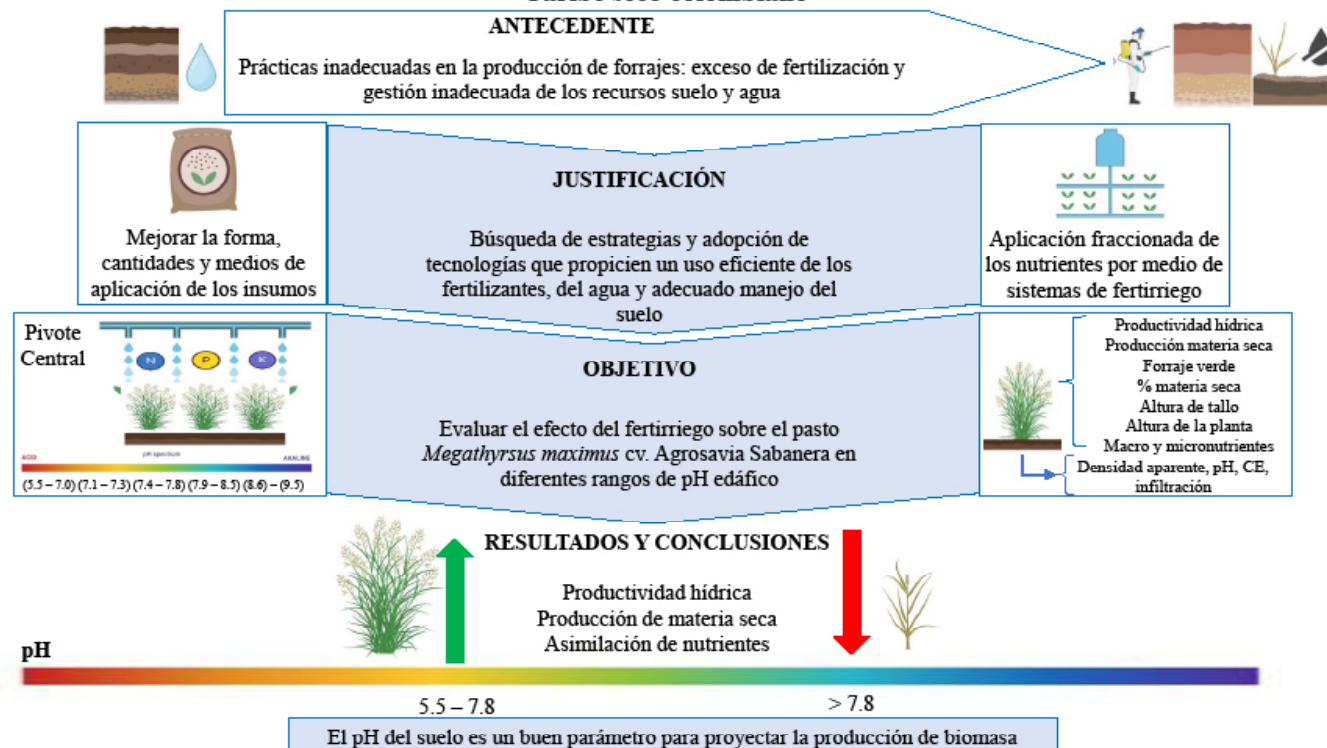 ANTECEDENTE
Prácticas inadecuadas en la producción de forrajes: exceso de fertilización y
gestión inadecuada de los recursos suelo y agua
JUSTIFICACIÓN
Mejorar la forma,
cantidades y medios de
aplicación de los insumos
Búsqueda de estrategias y adopción de
tecnologías que propicien un uso eficiente de los
fertilizantes, del agua y adecuado manejo del
suelo
Aplicación fraccionada de
los nutrientes por medio de
sistemas de fertirriego
Pivote
Central
N P K
pH spectrum
ACID
AKALINE
(5.5 – 7.0) (7.1 – 7.3) (7.4 – 7.8) (7.9 – 8.5) (8.6) – (9.5)
OBJETIVO
Evaluar el efecto del fertirriego sobre el pasto
Megathyrsus maximus cv. Agrosavia Sabanera en
diferentes rangos de pH edáfico
Productividad hídrica
Producción materia seca
Forraje verde
% materia seca
Altura de tallo
Altura de la planta
Macro y micronutrientes
Densidad aparente, pH, CE,
infiltración
RESULTADOS Y CONCLUSIONES
Productividad hídrica
Producción de materia seca
Asimilación de nutrientes
pH
5.5 – 7.8
> 7.8
El pH del suelo es un buen parámetro para proyectar la producción de biomasa